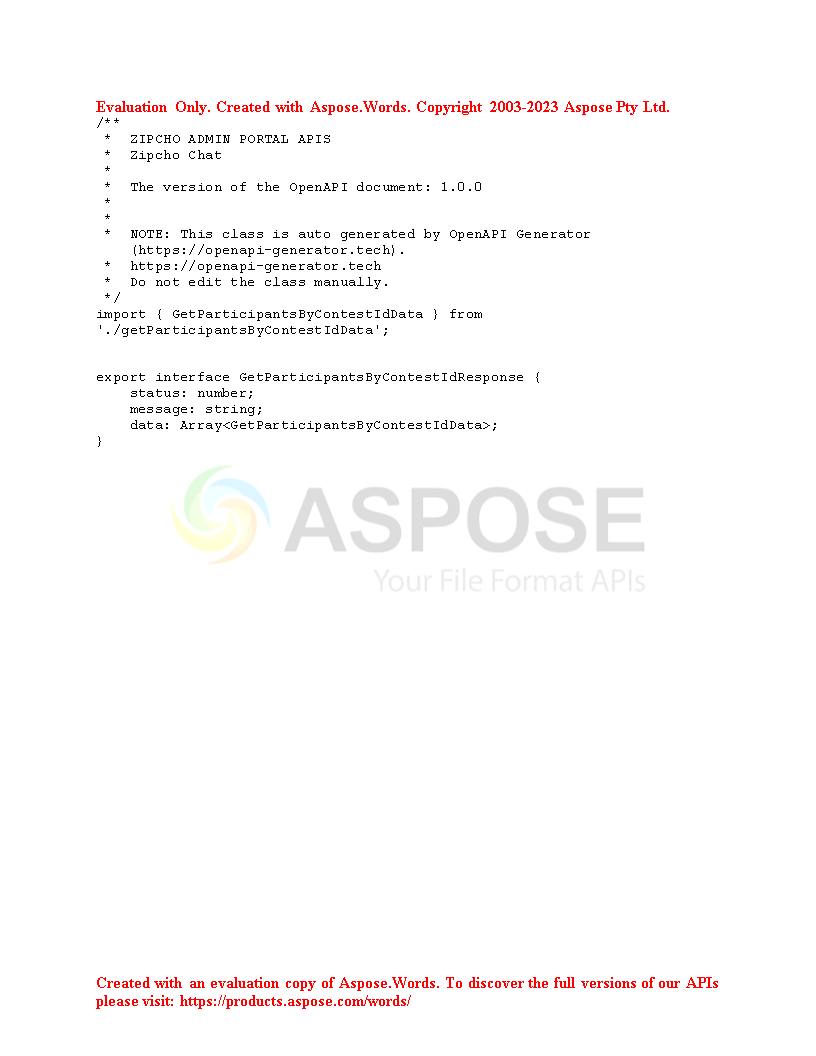 Evaluation Only. Created with Aspose.Words. Copyright 2003-2023 Aspose Pty Ltd.
/**
 * ZIPCHO ADMIN PORTAL APIS
 * Zipcho Chat
 *
 * The version of the OpenAPI document: 1.0.0
 *
 *
 * NOTE: This class is auto generated by OpenAPI Generator
(https://openapi-generator.tech).
 * https://openapi-generator.tech
 * Do not edit the class manually.
 */
import { GetParticipantsByContestIdData } from
'./getParticipantsByContestIdData';
export interface GetParticipantsByContestIdResponse {
    status: number;
    message: string;
    data: Array<GetParticipantsByContestIdData>;
}
ASPOSE
Your File Format APIs
Created with an evaluation copy of Aspose.Words. To discover the full versions of our APIs
please visit: https://products.aspose.com/words/